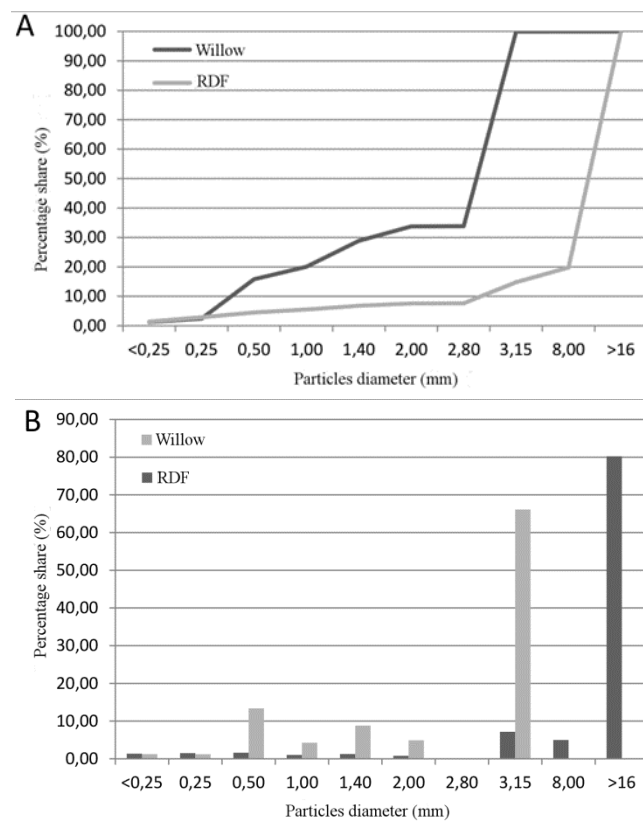 A
100,00
90,00
80,00
70,00
60,00
50,00
40,00
30,00
20,00
10,00
0,00
Percentage share (%)
Willow
RDF
<0,25 0,25 0,50 1,00 1,40 2,00 2,80 3,15 8,00 >16
Particles diameter (mm)
B
90,00
80,00
70,00
60,00
50,00
40,00
30,00
20,00
10,00
0,00
Percentage share (%)
Willow
RDF
<0,25 0,25 0,50 1,00 1,40 2,00 2,80 3,15 8,00 >16
Particles diameter (mm)